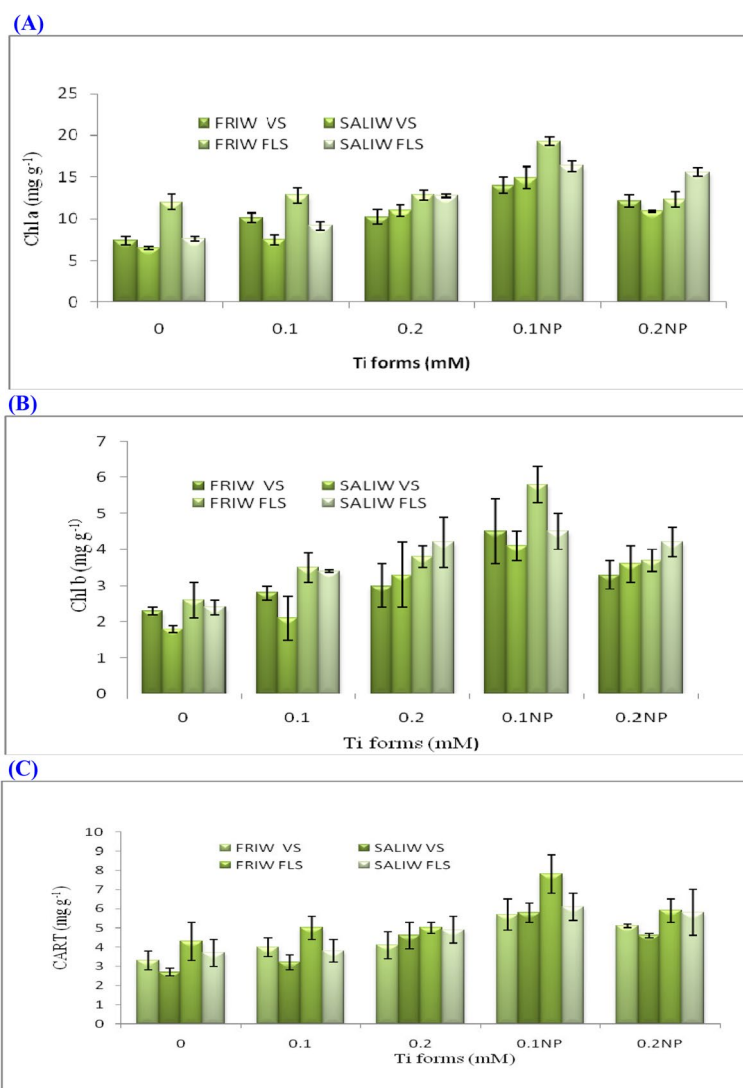 (A)
25
20
15
10
5
0
Chla (mg g⁻¹)
FRIW VS
SALIW VS
FRIW FLS
SALIW FLS
0 0.1 0.2 0.1NP 0.2NP
Ti forms (mM)
(B)
7
6
5
4
3
2
1
0
Chl b (mg g⁻¹)
FRIW VS
SALIW VS
FRIW FLS
SALIW FLS
0 0.1 0.2 0.1NP 0.2NP
Ti forms (mM)
(C)
10
9
8
7
6
5
4
3
2
1
0
CART (mg g⁻¹)
FRIW VS
SALIW VS
FRIW FLS
SALIW FLS
0 0.1 0.2 0.1NP 0.2NP
Ti forms (mM)